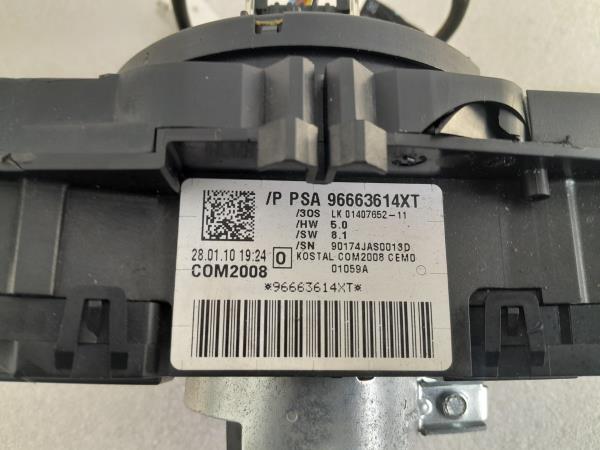 /P PSA 96663614XT
/30S LK 01407652-11
/HW 5.0
/SW 8.1
/SN 90174JAS0013D
28.01.10 19:24 0 KOSTAL COM2008 CEM0
COM2008 01059A
*96663614XT*